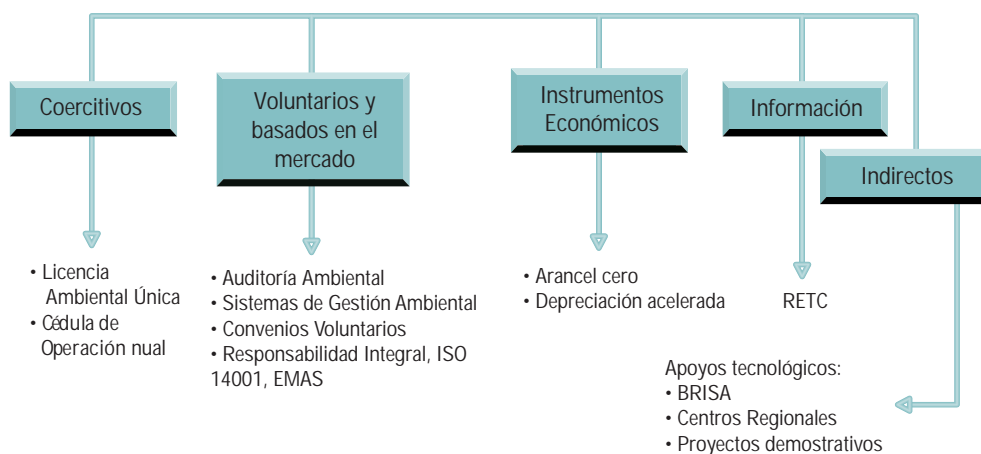 Coercitivos
Voluntarios y
basados en el
mercado
Instrumentos
Económicos
Información
Indirectos
• Licencia
Ambiental Única
• Cédula de
Operación nual
• Auditoría Ambiental
• Sistemas de Gestión Ambiental
• Convenios Voluntarios
• Responsabilidad Integral, ISO
14001, EMAS
• Arancel cero
• Depreciación acelerada
RETC
Apoyos tecnológicos:
• BRISA
• Centros Regionales
• Proyectos demostrativos